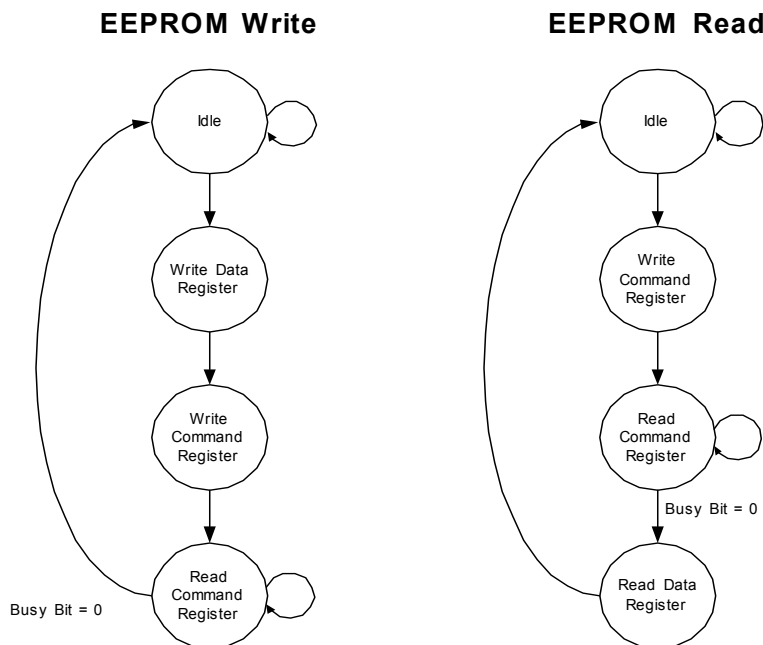 EEPROM Write
Idle
Write Data
Register
Write
Command
Register
Read
Command
Register
Busy Bit = 0
EEPROM Read
Idle
Write
Command
Register
Read
Command
Register
Busy Bit = 0
Read Data
Register